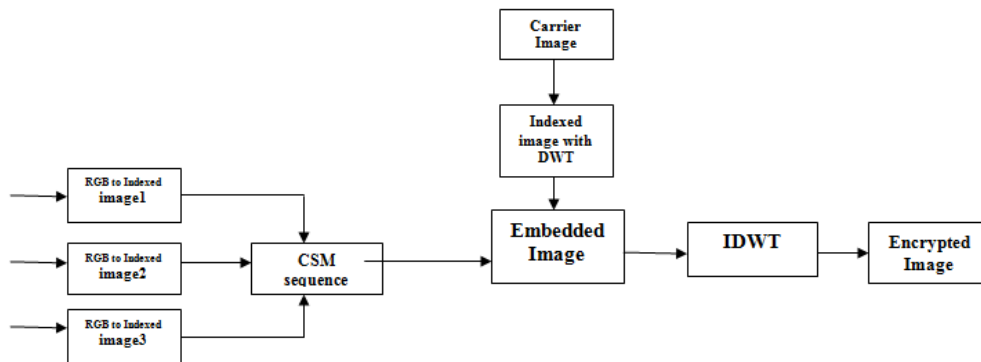 Carrier
Image
Indexed
image with
DWT
RGB to Indexed
image1
RGB to Indexed
image2
RGB to Indexed
image3
CSM
sequence
Embedded
Image
IDWT
Encrypted
Image